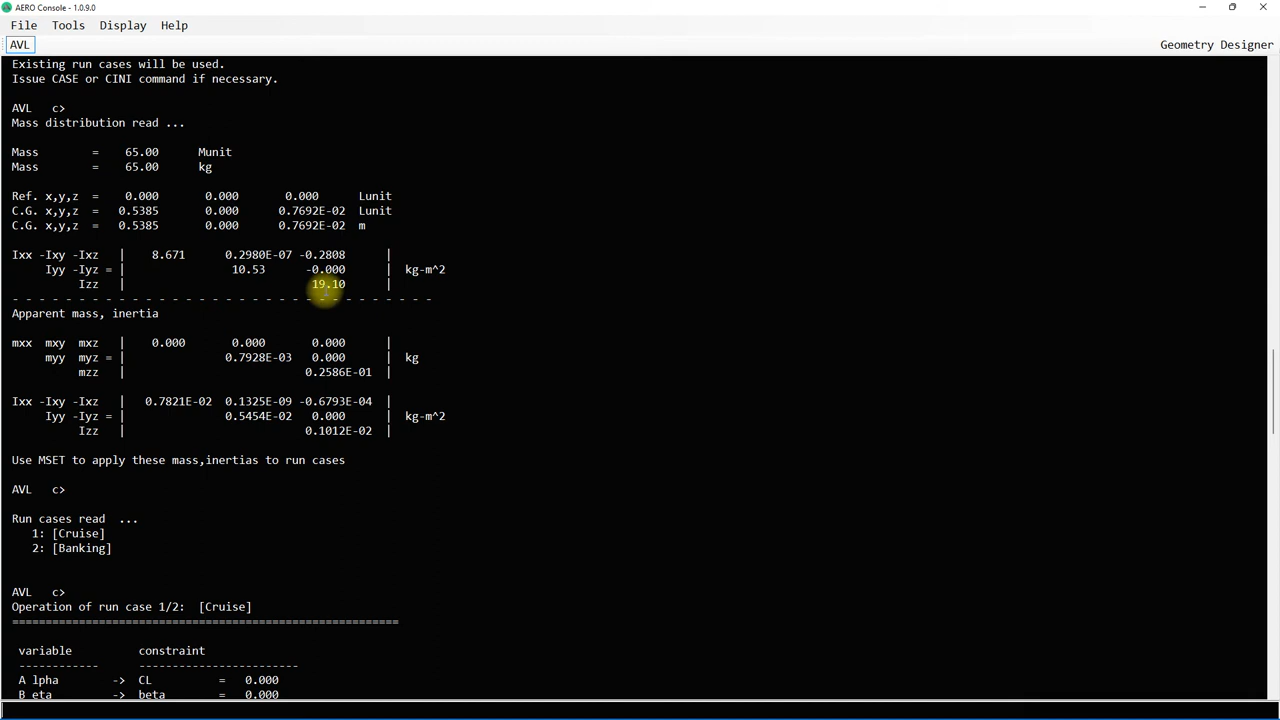 AERO Console - 1.0.9.0
File Tools Display Help
AVL Geometry Designer
Existing run cases will be used.
Issue CASE or CINI command if necessary.
AVL c>
Mass distribution read ...
Mass = 65.00 Munit
Mass = 65.00 kg
Ref. x,y,z = 0.000 0.000 0.000 Lunit
C.G. x,y,z = 0.5385 0.000 0.7692E-02 Lunit
C.G. x,y,z = 0.5385 0.000 0.7692E-02 m
Ixx -Ixy -Ixz | 8.671 0.2980E-07 -0.2808 |
Iyy -Iyz = | 10.53 -0.000 | kg-m^2
Izz | 19.10 |
- - - - - - - - - - - - - - - - - - - - - - - - - - - - - -
Apparent mass, inertia
mxx mxy mxz | 0.000 0.000 0.000 |
myy myz = | 0.7928E-03 0.000 | kg
mzz | 0.2586E-01 |
Ixx -Ixy -Ixz | 0.7821E-02 0.1325E-09 -0.6793E-04 |
Iyy -Iyz = | 0.5454E-02 0.000 | kg-m^2
Izz | 0.1012E-02 |
Use MSET to apply these mass,inertias to run cases
AVL c>
Run cases read ...
1: [Cruise]
2: [Banking]
AVL c>
Operation of run case 1/2: [Cruise]
==========================================================
variable constraint
------------ ------------------------
A lpha -> CL = 0.000
B eta -> beta = 0.000